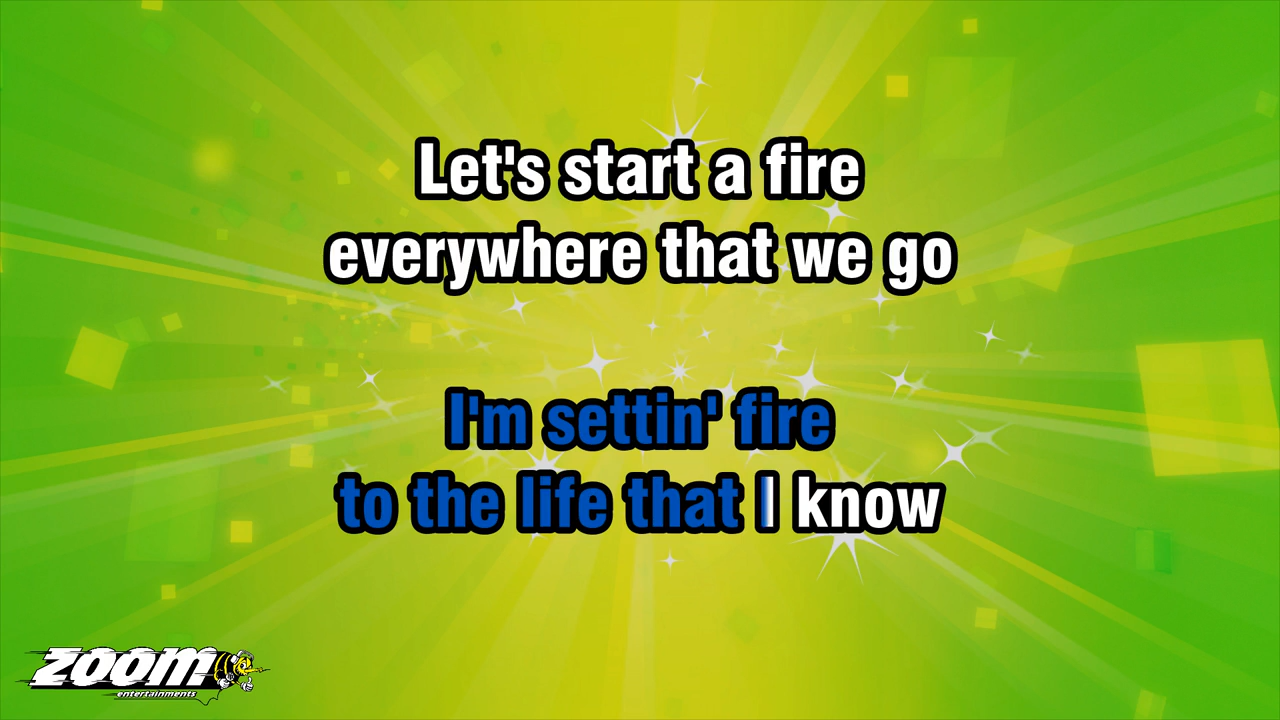 Let's start a fire
everywhere that we go
I'm settin' fire
to the life that I know
ZOOM
entertainments